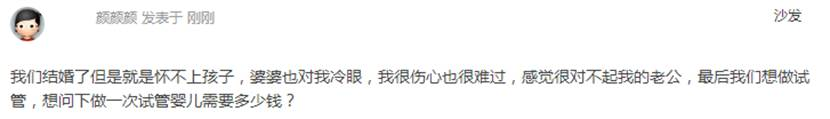 颜颜颜 发表于 刚刚 沙发
我们结婚了但是就是怀不上孩子，婆婆也对我冷眼，我很伤心也很难过，感觉很对不起我的老公，最后我们想做试
管，想问下做一次试管婴儿需要多少钱？